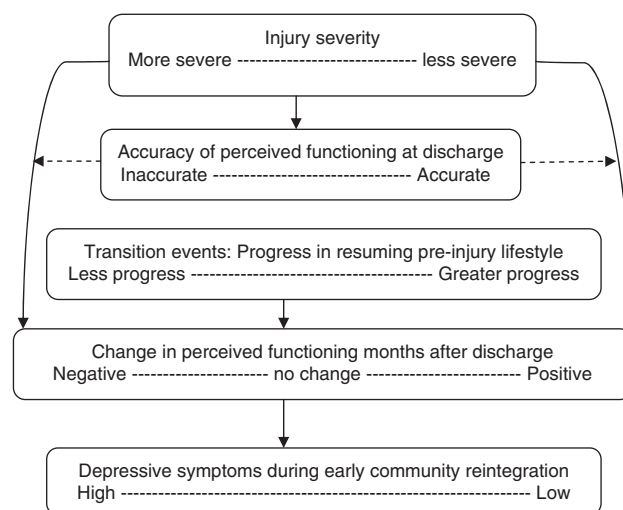 Injury severity
More severe ---------------------------- less severe
Accuracy of perceived functioning at discharge
Inaccurate ------------------------------ Accurate
Transition events: Progress in resuming pre-injury lifestyle
Less progress ------------------------------------- Greater progress
Change in perceived functioning months after discharge
Negative --------------------- no change ------------------------ Positive
Depressive symptoms during early community reintegration
High --------------------------------------------------------------- Low